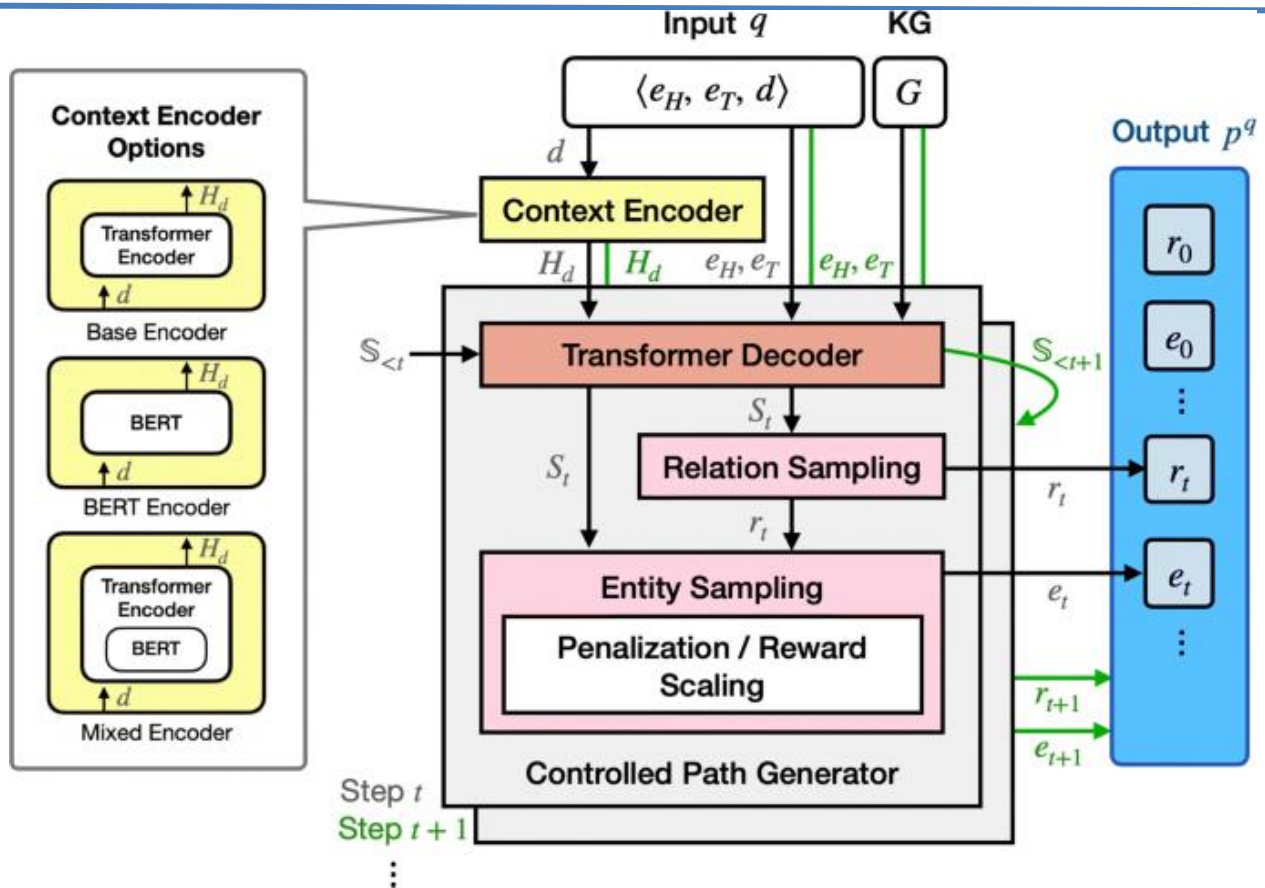 Input q
KG
⟨e_H, e_T, d⟩
G
Context Encoder
Options
H_d
Transformer
Encoder
d
Base Encoder
H_d
BERT
d
BERT Encoder
H_d
Transformer
Encoder
BERT
d
Mixed Encoder
d
Context Encoder
H_d
H_d
e_H, e_T
e_H, e_T
𝕊_{<t}
Transformer Decoder
𝕊_{<t+1}
S_t
S_t
Relation Sampling
r_t
r_t
Entity Sampling
Penalization / Reward
Scaling
e_t
r_{t+1}
e_{t+1}
Controlled Path Generator
Step t
Step t + 1
⋮
Output p^q
r_0
e_0
⋮
r_t
e_t
⋮